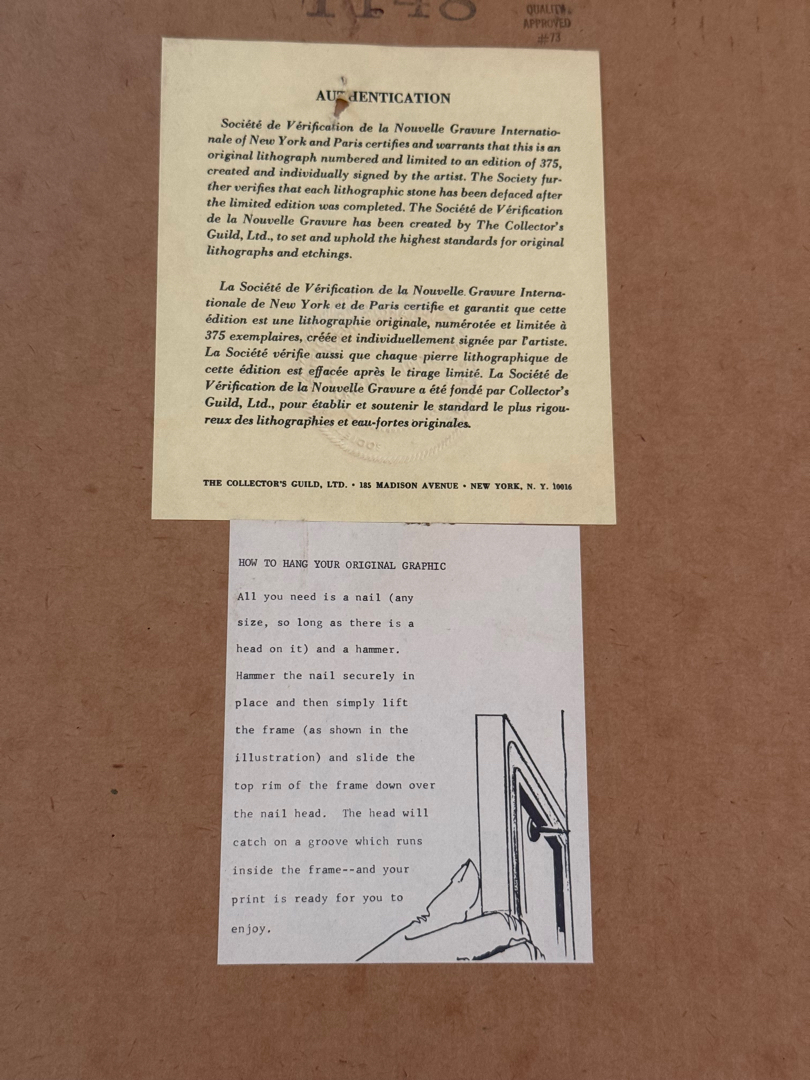 1148
QUALITY
APPROVED
#73
AUTHENTICATION
Société de Vérification de la Nouvelle Gravure Internatio-
nale of New York and Paris certifies and warrants that this is an
original lithograph numbered and limited to an edition of 375,
created and individually signed by the artist. The Society fur-
ther verifies that each lithographic stone has been defaced after
the limited edition was completed. The Société de Vérification
de la Nouvelle Gravure has been created by The Collector's
Guild, Ltd., to set and uphold the highest standards for original
lithographs and etchings.
La Société de Vérification de la Nouvelle Gravure Interna-
tionale de New York et de Paris certifie et garantit que cette
édition est une lithographie originale, numérotée et limitée à
375 exemplaires, créée et individuellement signée par l'artiste.
La Société vérifie aussi que chaque pierre lithographique de
cette édition est effacée après le tirage limité. La Société de
Vérification de la Nouvelle Gravure a été fondé par Collector's
Guild, Ltd., pour établir et soutenir le standard le plus rigou-
reux des lithographies et eau-fortes originales.
THE COLLECTOR'S GUILD, LTD. • 185 MADISON AVENUE • NEW YORK, N. Y. 10016
HOW TO HANG YOUR ORIGINAL GRAPHIC
All you need is a nail (any
size, so long as there is a
head on it) and a hammer.
Hammer the nail securely in
place and then simply lift
the frame (as shown in the
illustration) and slide the
top rim of the frame down over
the nail head. The head will
catch on a groove which runs
inside the frame--and your
print is ready for you to
enjoy.